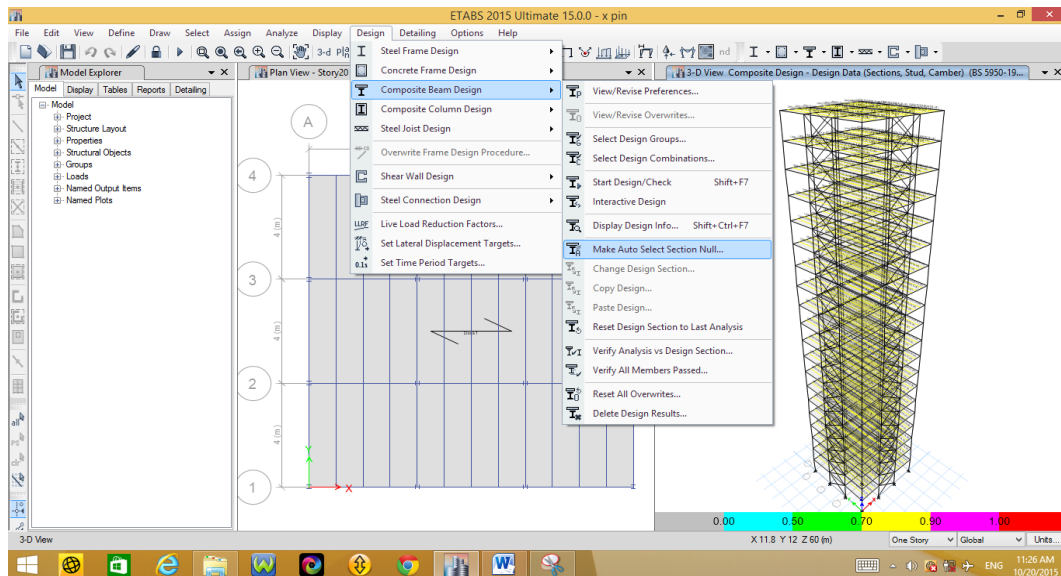 ETABS 2015 Ultimate 15.0.0 - x pin
File Edit View Define Draw Select Assign Analyze Display Design Detailing Options Help
3-d Pla
nd
Model Explorer
Model Display Tables Reports Detailing
Model
Project
Structure Layout
Properties
Structural Objects
Groups
Loads
Named Output Items
Named Plots
Plan View - Story20
Steel Frame Design
Concrete Frame Design
Composite Beam Design
Composite Column Design
Steel Joist Design
Overwrite Frame Design Procedure...
Shear Wall Design
Steel Connection Design
Live Load Reduction Factors...
Set Lateral Displacement Targets...
Set Time Period Targets...
View/Revise Preferences...
View/Revise Overwrites...
Select Design Groups...
Select Design Combinations...
Start Design/Check Shift+F7
Interactive Design
Display Design Info... Shift+Ctrl+F7
Make Auto Select Section Null...
Change Design Section...
Copy Design...
Paste Design...
Reset Design Section to Last Analysis
Verify Analysis vs Design Section...
Verify All Members Passed...
Reset All Overwrites...
Delete Design Results...
3-D View Composite Design - Design Data (Sections, Stud, Camber) (BS 5950-19...
A
4
4 (m)
3
4 (m)
2
4 (m)
1
Y
X
0.00 0.50 0.70 0.90 1.00
3-D View
X 11.8 Y 12 Z 60 (m)
One Story
Global
Units...
ENG
11:26 AM
10/20/2015